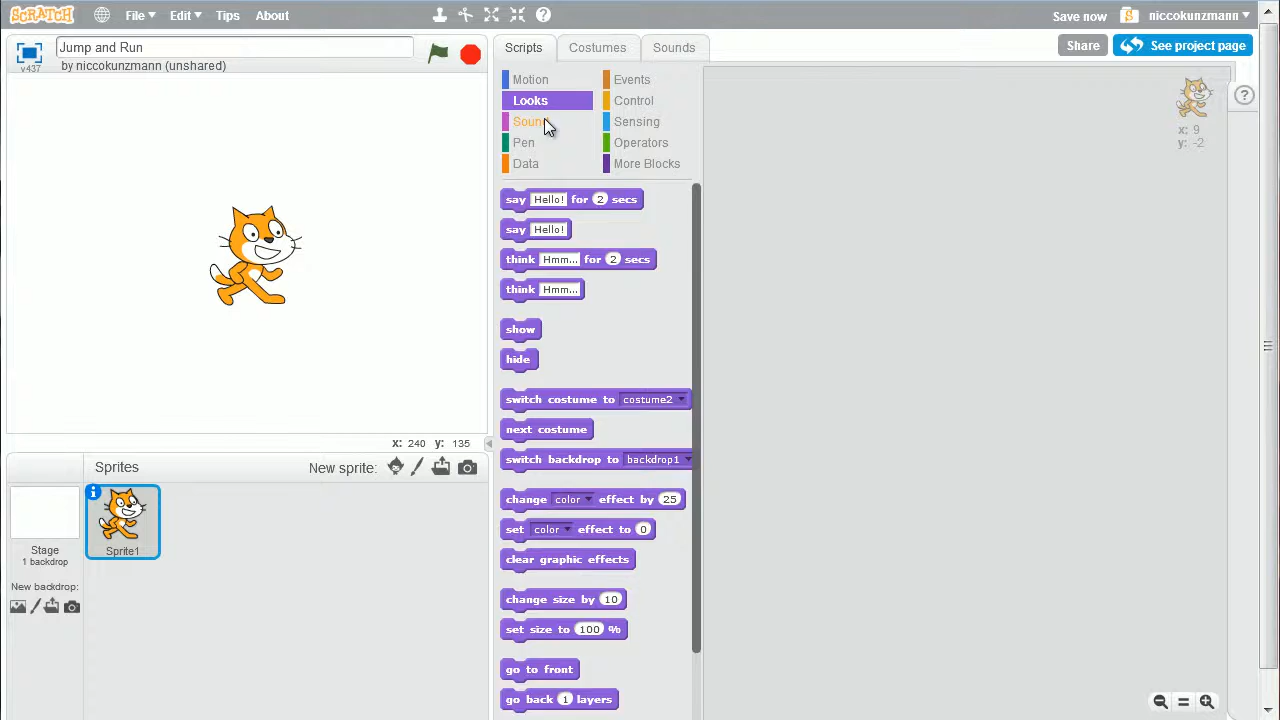 SCRATCH File Edit Tips About Save now niccokunzmann
v437 Jump and Run
by niccokunzmann (unshared)
Scripts Costumes Sounds
Share See project page
Motion Events
Looks Control
Sound Sensing
Pen Operators
Data More Blocks
x: 9
y: -2
?
say Hello! for 2 secs
say Hello!
think Hmm... for 2 secs
think Hmm...
show
hide
switch costume to costume2
next costume
switch backdrop to backdrop1
change color effect by 25
set color effect to 0
clear graphic effects
change size by 10
set size to 100 %
go to front
go back 1 layers
x: 240 y: 135
Sprites New sprite:
Stage
1 backdrop
New backdrop:
Sprite1